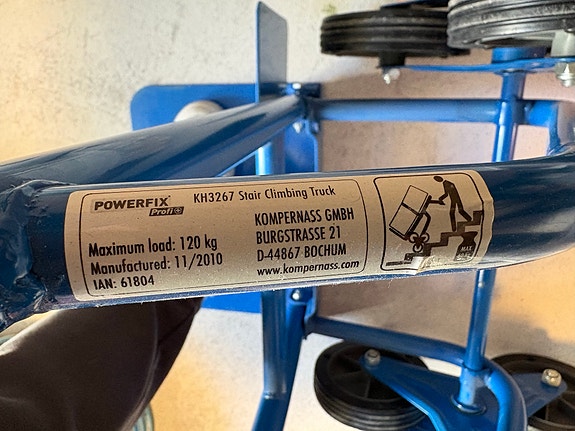 POWERFIX
Profi
KH3267 Stair Climbing Truck
Maximum load: 120 kg
Manufactured: 11/2010
IAN: 61804
KOMPERNASS GMBH
BURGSTRASSE 21
D-44867 BOCHUM
www.kompernass.com
MAX